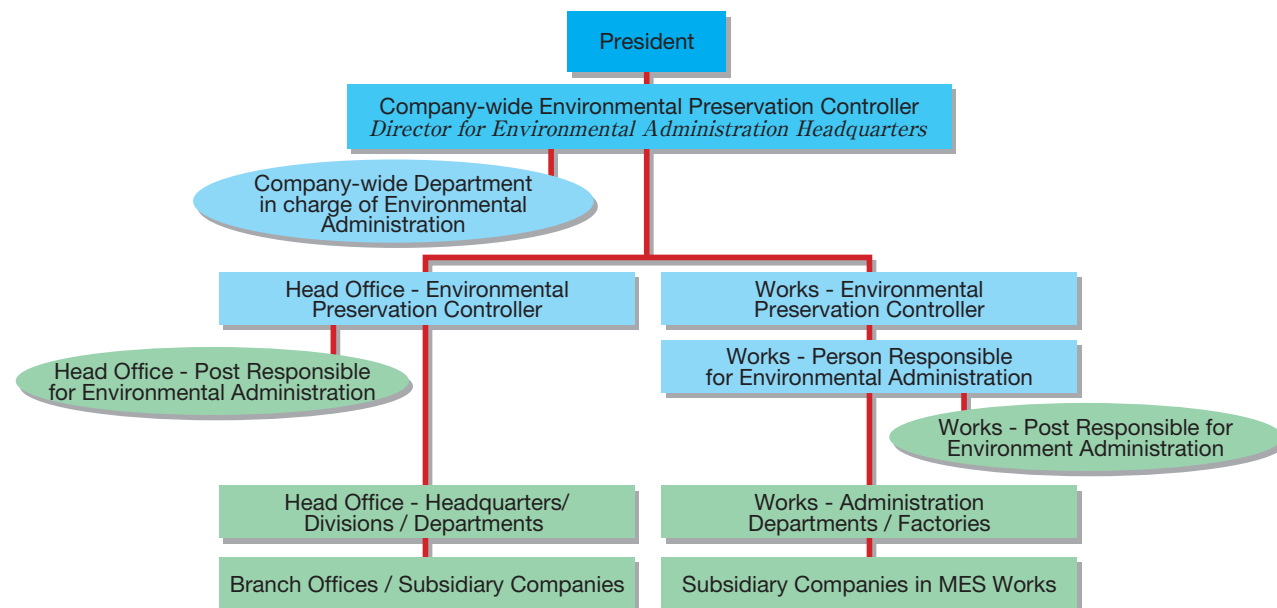 President
Company-wide Environmental Preservation Controller
Director for Environmental Administration Headquarters
Company-wide Department
in charge of Environmental
Administration
Head Office - Environmental
Preservation Controller
Works - Environmental
Preservation Controller
Head Office - Post Responsible
for Environmental Administration
Works - Person Responsible
for Environmental Administration
Works - Post Responsible for
Environment Administration
Head Office - Headquarters/
Divisions / Departments
Works - Administration
Departments / Factories
Branch Offices / Subsidiary Companies
Subsidiary Companies in MES Works